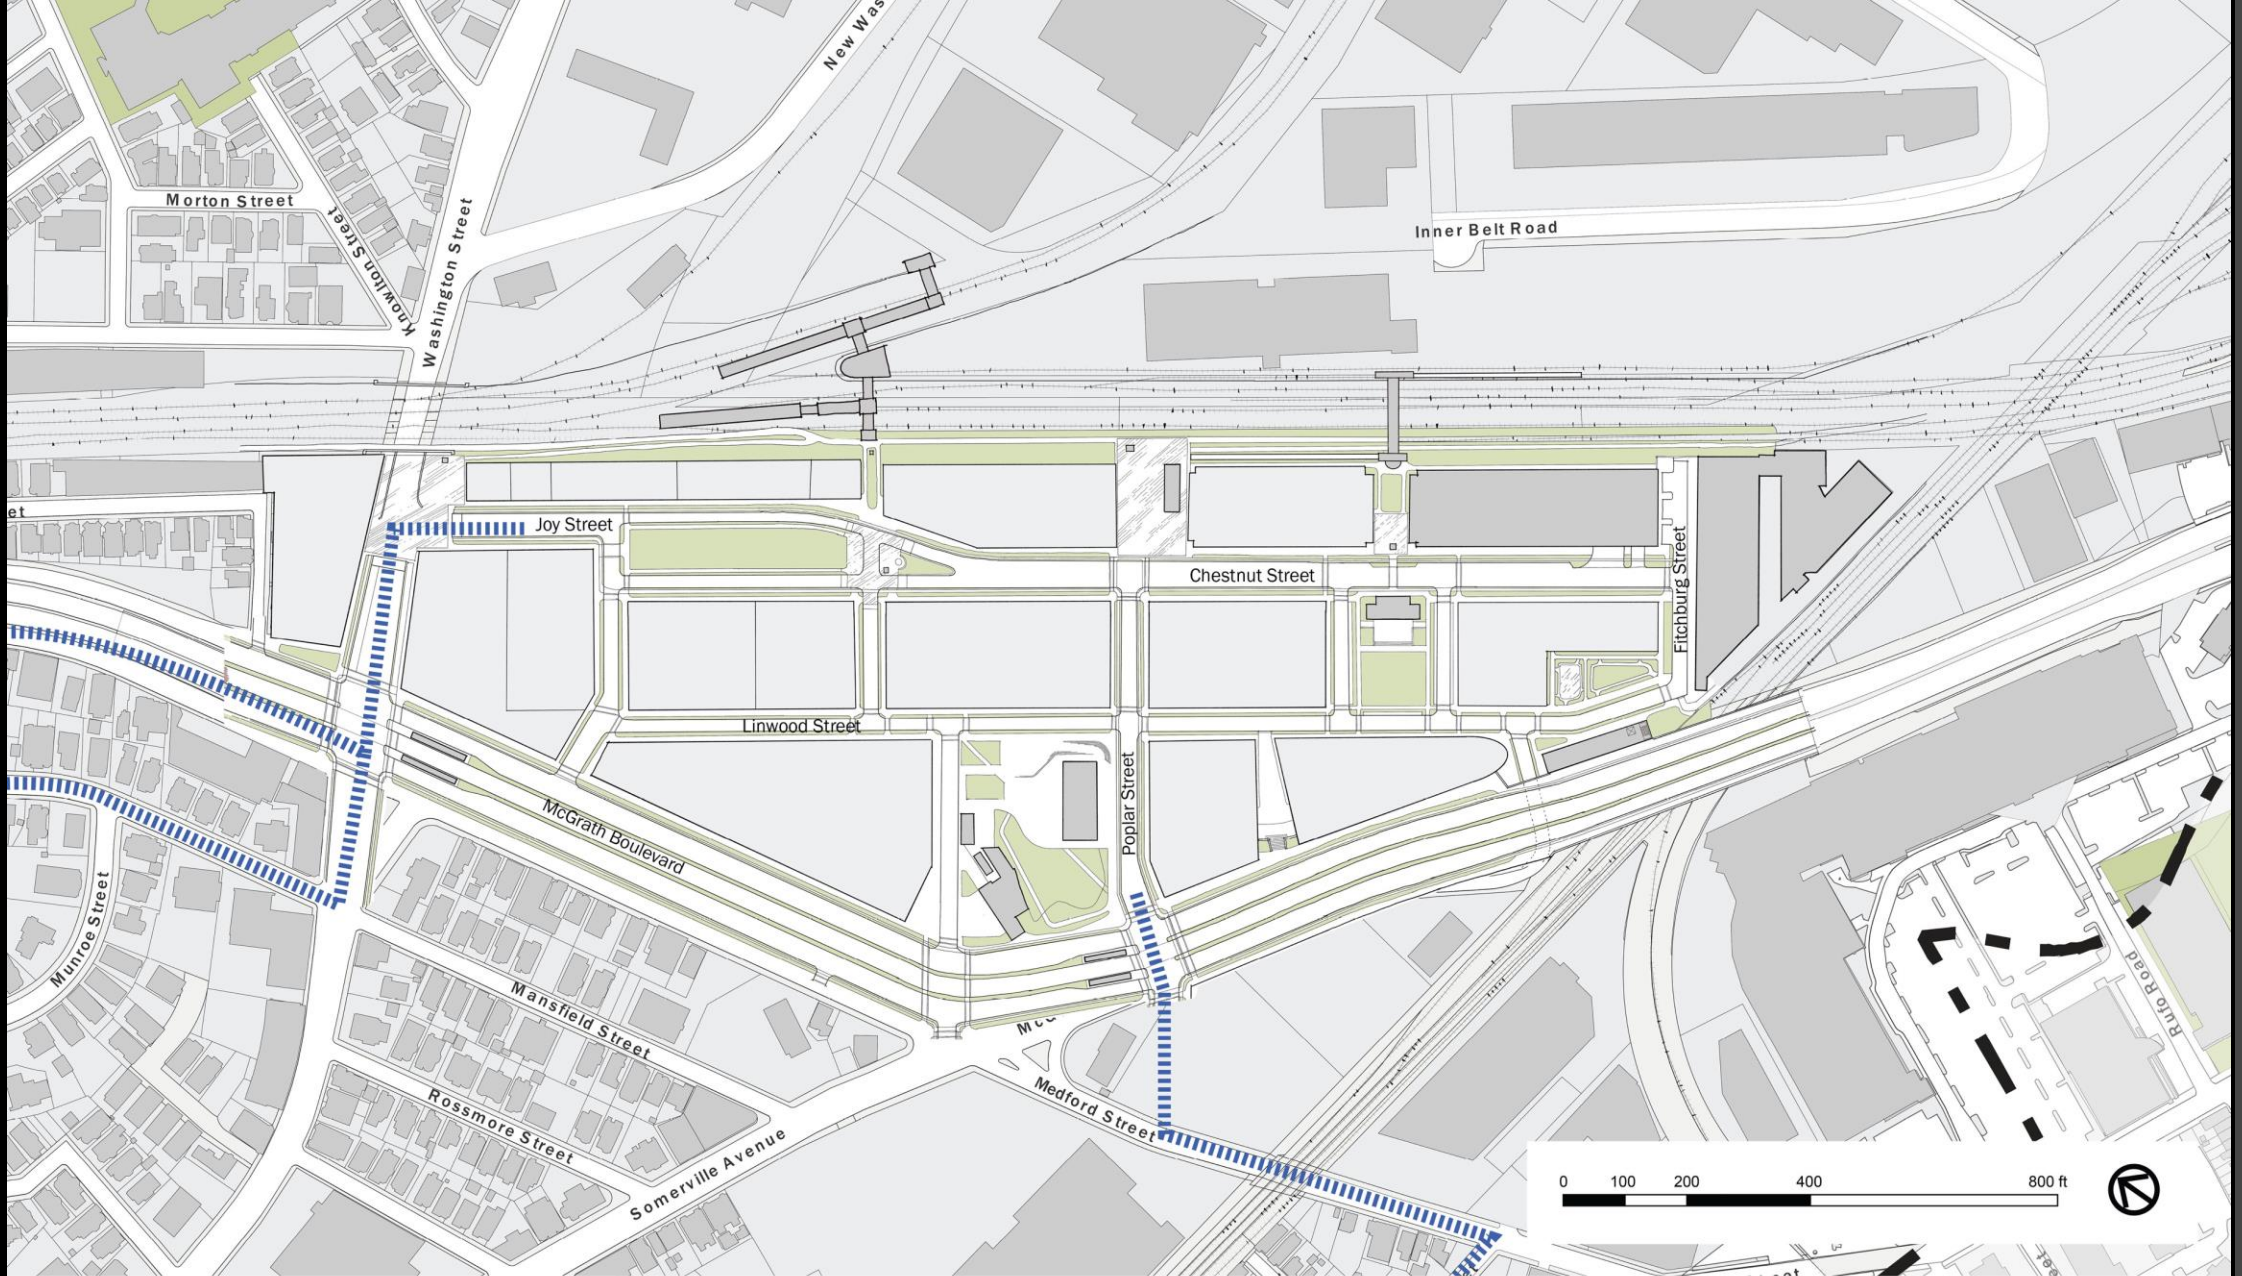 New Was
Morton Street
Knowlton Street
Washington Street
Inner Belt Road
et
Joy Street
Chestnut Street
Fitchburg Street
Linwood Street
McGrath Boulevard
Poplar Street
Munroe Street
Mansfield Street
McG
Medford Street
Rossmore Street
Somerville Avenue
Rufo Road
0 100 200 400 800 ft